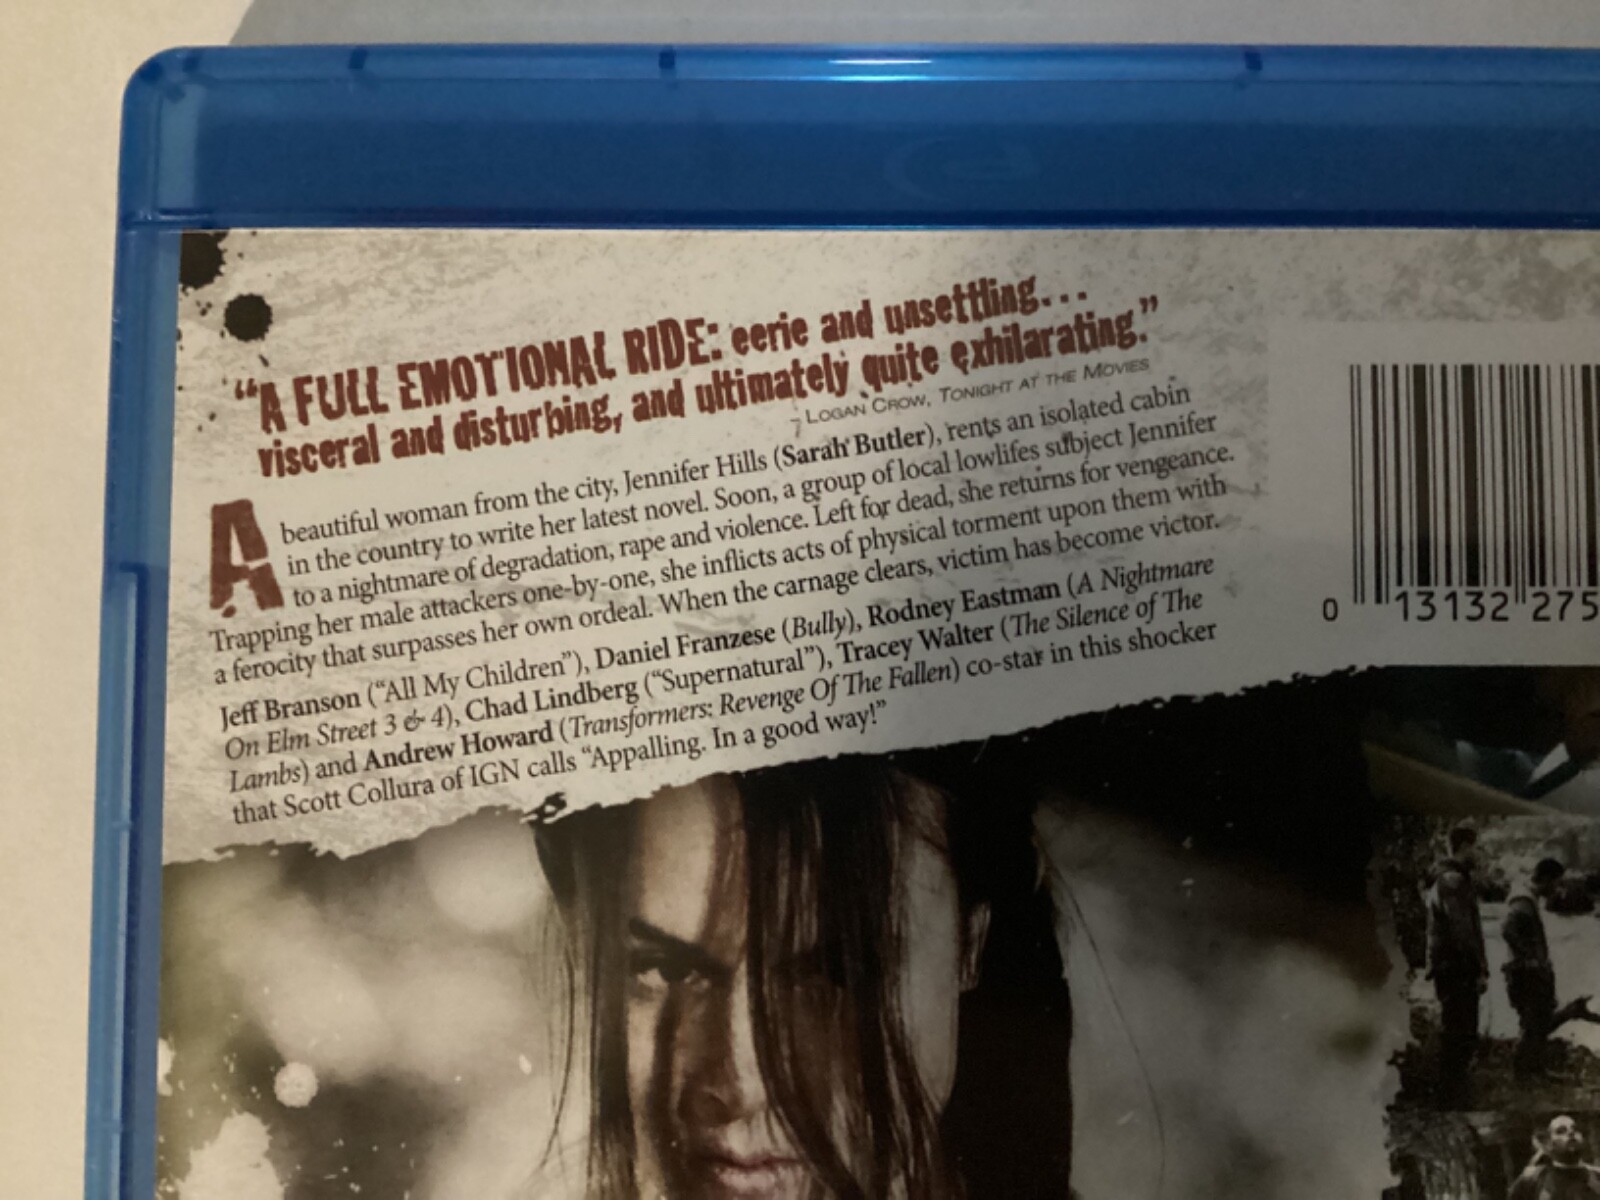 “A FULL EMOTIONAL RIDE: eerie and unsettling...
visceral and disturbing, and ultimately quite exhilarating.”
- LOGAN CROW, TONIGHT AT THE MOVIES
A beautiful woman from the city, Jennifer Hills (Sarah Butler), rents an isolated cabin
in the country to write her latest novel. Soon, a group of local lowlifes subject Jennifer
to a nightmare of degradation, rape and violence. Left for dead, she returns for vengeance.
Trapping her male attackers one-by-one, she inflicts acts of physical torment upon them with
a ferocity that surpasses her own ordeal. When the carnage clears, victim has become victor.
Jeff Branson (“All My Children”), Daniel Franzese (Bully), Rodney Eastman (A Nightmare
On Elm Street 3 & 4), Chad Lindberg (“Supernatural”), Tracey Walter (The Silence of The
Lambs) and Andrew Howard (Transformers: Revenge Of The Fallen) co-star in this shocker
that Scott Collura of IGN calls “Appalling. In a good way!”
0 13132 275